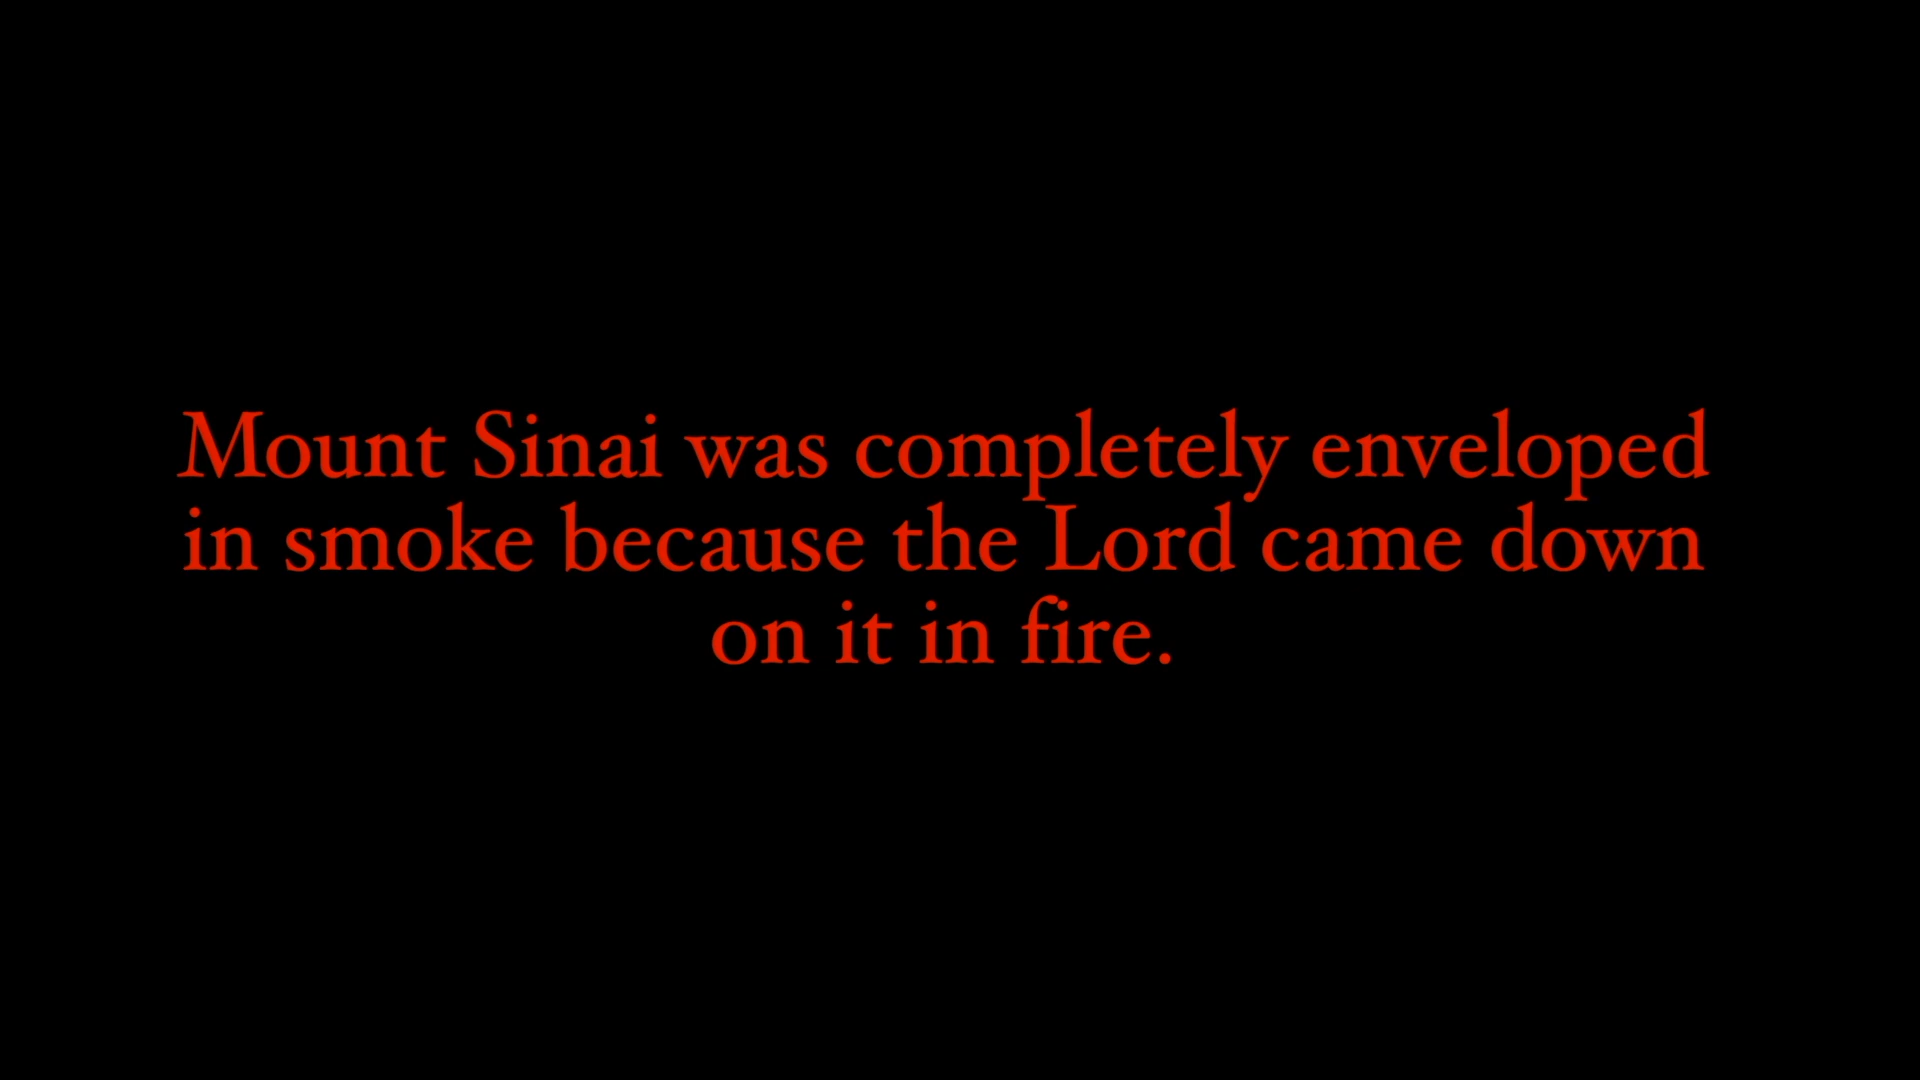 Mount Sinai was completely enveloped
in smoke because the Lord came down
on it in fire.